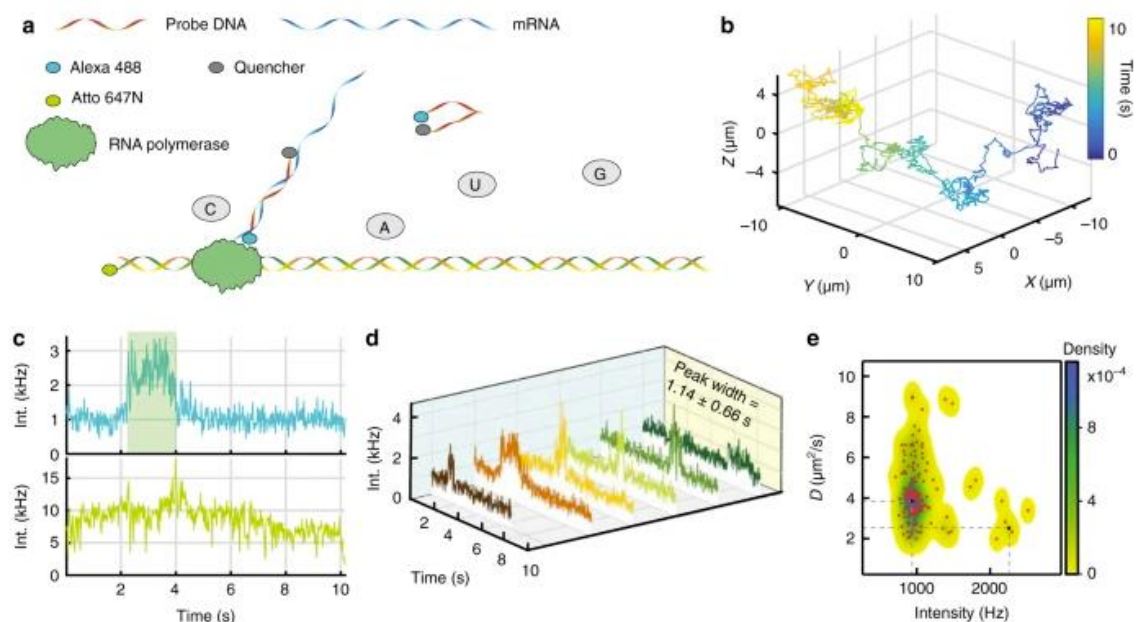 a
Probe DNA
mRNA
Alexa 488
Quencher
Atto 647N
RNA polymerase
C
A
U
G
b
10
Time (s)
0
4
0
−4
Z (μm)
−10
0
10
Y (μm)
5
0
−5
−10
X (μm)
c
Int. (kHz)
3
2
1
0
Int. (kHz)
15
10
5
0
2
4
6
8
10
Time (s)
d
Int. (kHz)
4
2
0
Peak width =
1.14 ± 0.66 s
2
4
6
8
10
Time (s)
e
D (μm²/s)
10
8
6
4
2
1000
2000
Intensity (Hz)
Density
x10⁻⁴
8
4
0